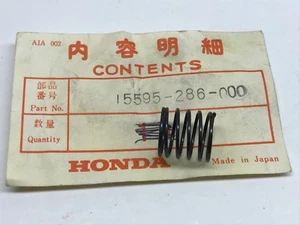 A1A 002
内容明細
CONTENTS
部品
番号
Part No.
15595-286-000
数量
Quantity
HONDA
Made in Japan